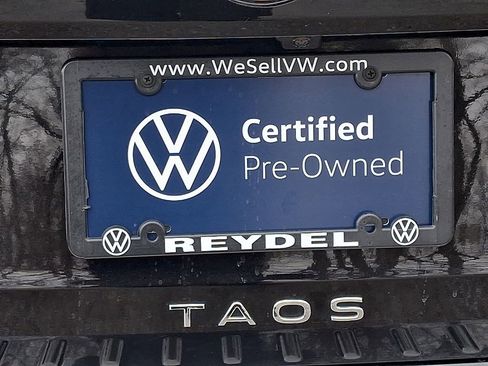 www.WeSellVW.com
Certified
Pre-Owned
REYDEL
TAOS